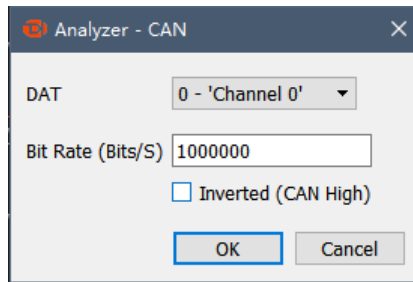 Analyzer - CAN
DAT 0 - 'Channel 0'
Bit Rate (Bits/S) 1000000
Inverted (CAN High)
OK Cancel